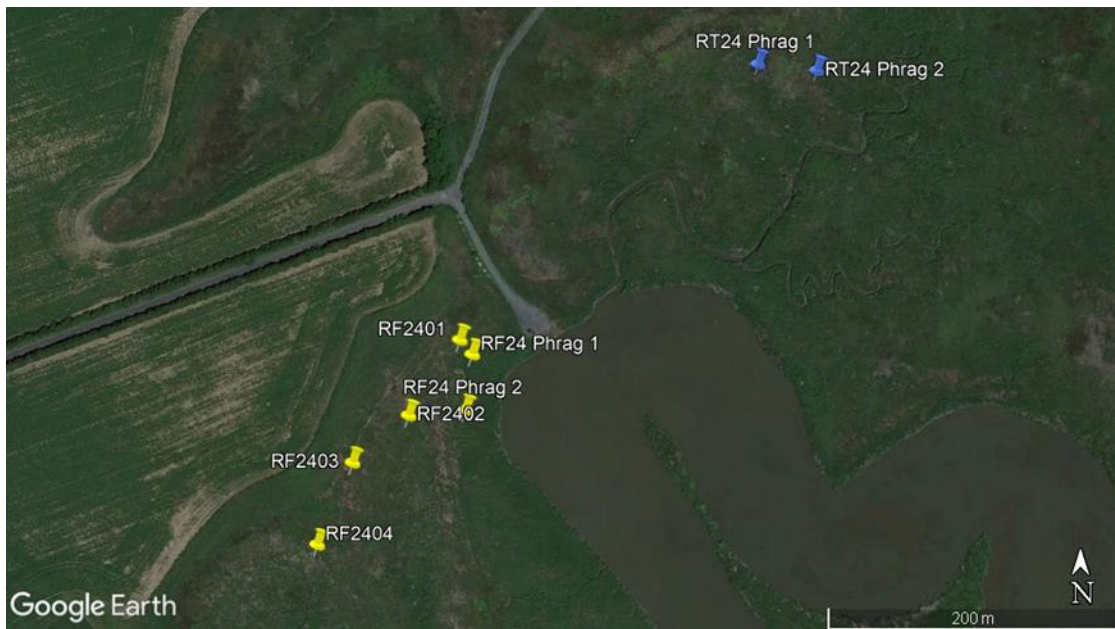 RT24 Phrag 1
RT24 Phrag 2
RF2401
RF24 Phrag 1
RF24 Phrag 2
RF2402
RF2403
RF2404
Google Earth
N
200 m